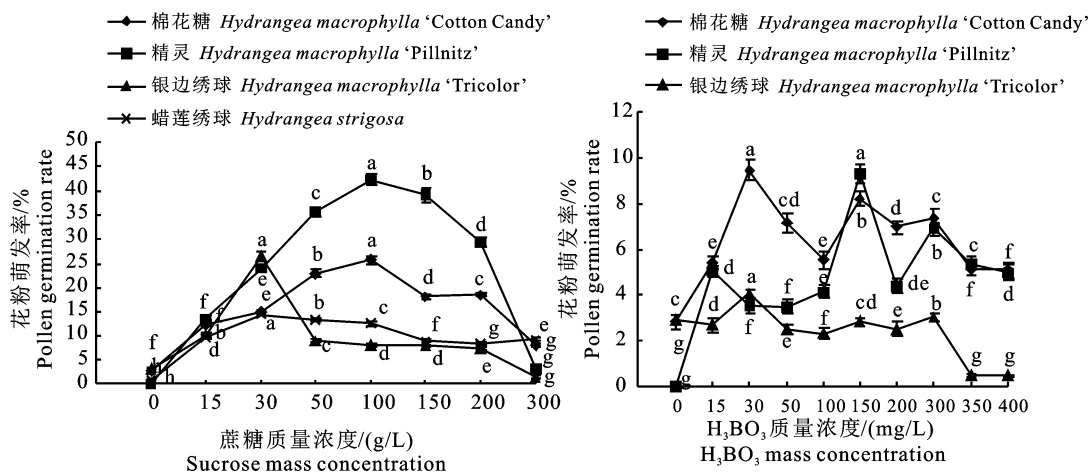 棉花糖 Hydrangea macrophylla ‘Cotton Candy’
精灵 Hydrangea macrophylla ‘Pillnitz’
银边绣球 Hydrangea macrophylla ‘Tricolor’
蜡莲绣球 Hydrangea strigosa
花粉萌发率/%
Pollen germination rate
50
45
40
35
30
25
20
15
10
5
0
f h h
f f b d
a e e a
c b b c
a a c d
b d f f
d c g e
e g g g
0 15 30 50 100 150 200 300
蔗糖质量浓度/(g/L)
Sucrose mass concentration
棉花糖 Hydrangea macrophylla ‘Cotton Candy’
精灵 Hydrangea macrophylla ‘Pillnitz’
银边绣球 Hydrangea macrophylla ‘Tricolor’
花粉萌发率/%
Pollen germination rate
12
10
8
6
4
2
0
c g g
e d d
a a f
cd f e
e b f
a b cd
d de e
f b b
c f g
f d g
0 15 30 50 100 150 200 300 350 400
H₃BO₃质量浓度/(mg/L)
H₃BO₃ mass concentration